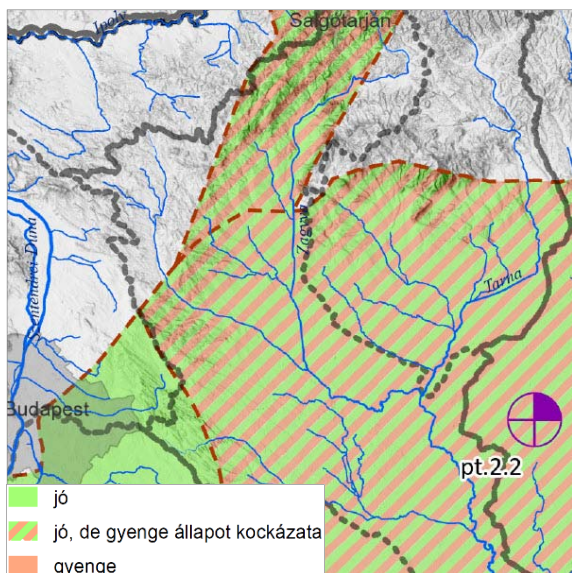 Salgótarján
Ipoly
Szentendrei-Duna
Zagyva
Tarna
Budapest
pt.2.2
jó
jó, de gyenge állapot kockázata
gyenge